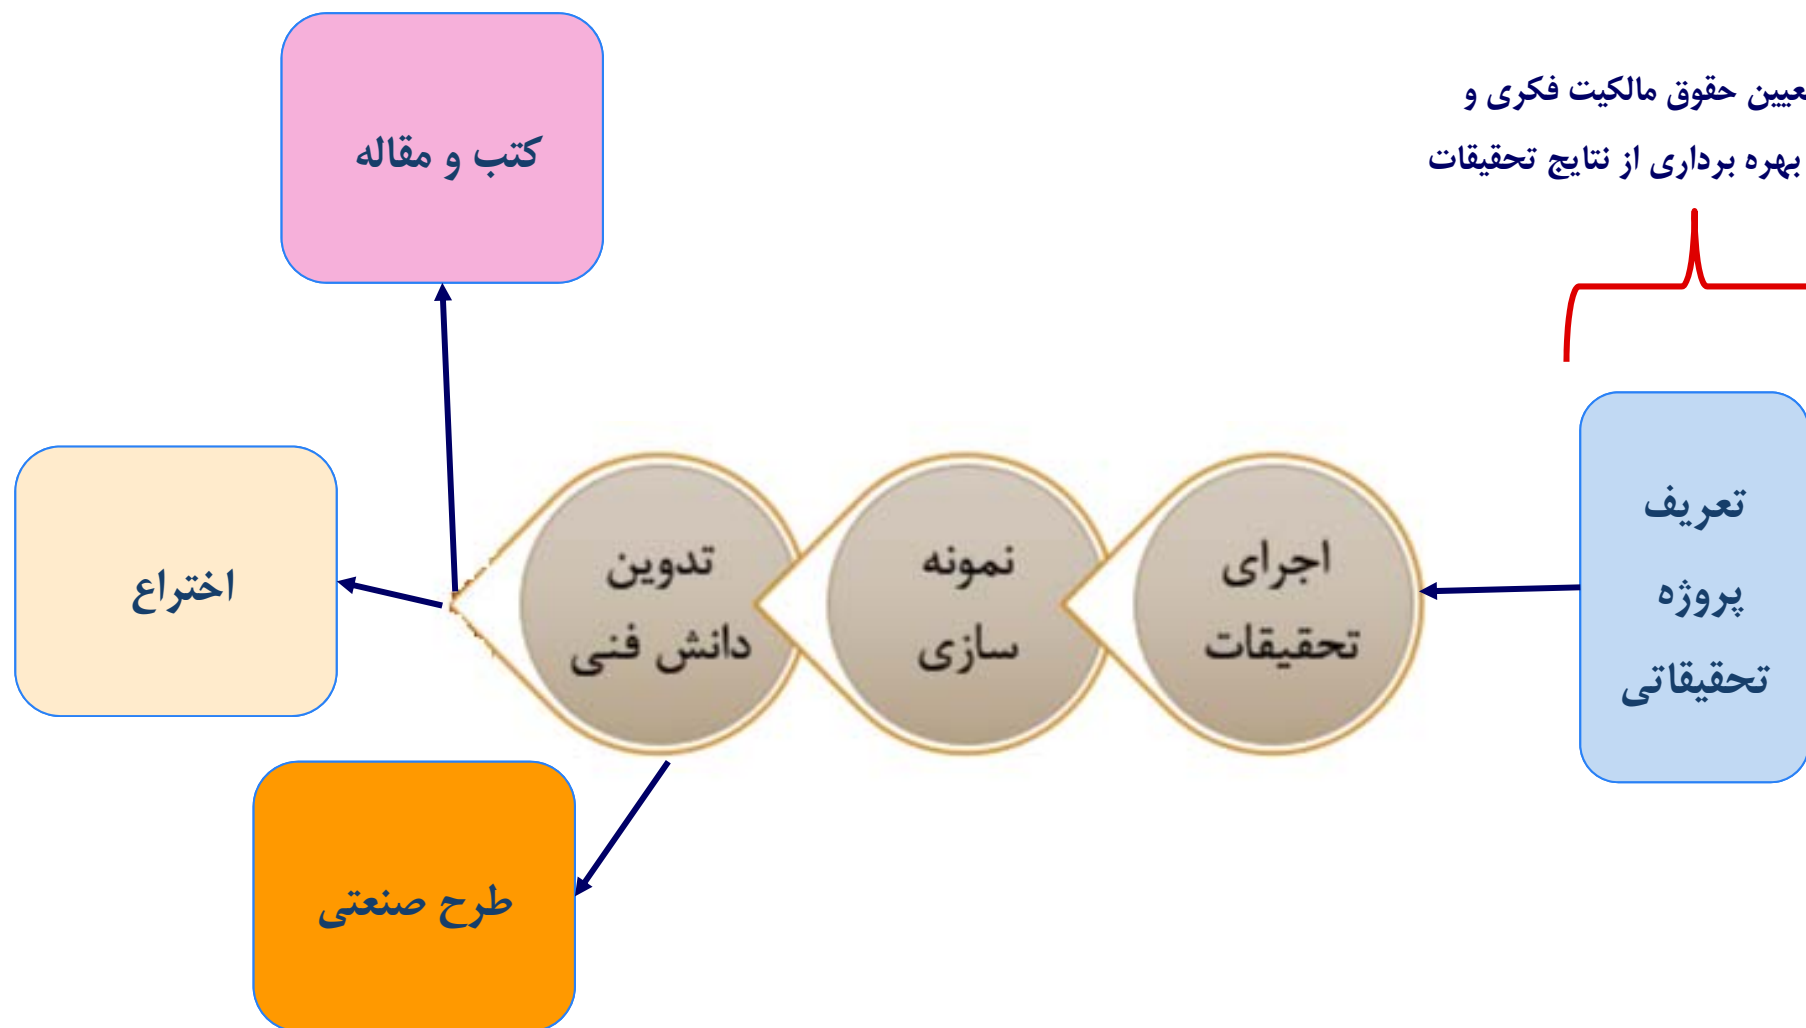 عیین حقوق مالکیت فکری و
بهره برداری از نتایج تحقیقات
تعریف
پروژه
تحقیقاتی
اجرای
تحقیقات
نمونه
سازی
تدوین
دانش فنی
کتب و مقاله
اختراع
طرح صنعتی